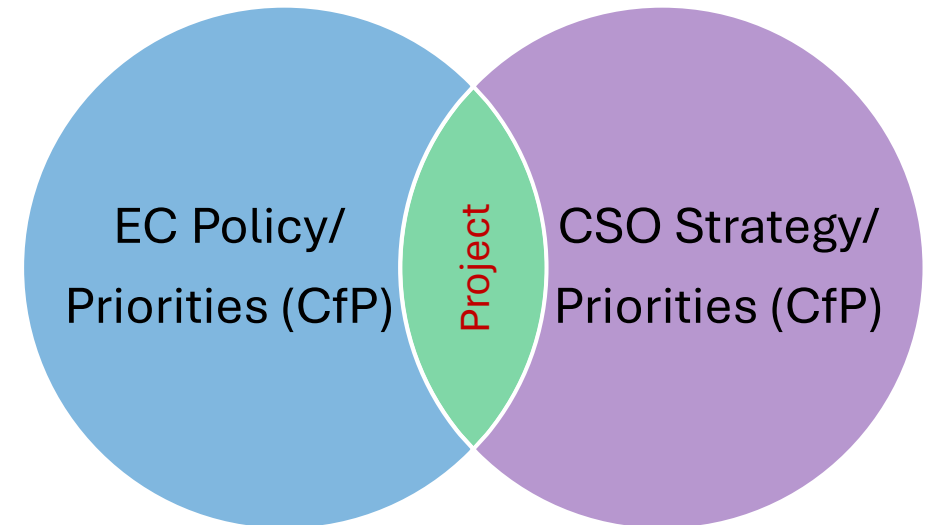 EC Policy/
Priorities (CfP)
Project
CSO Strategy/
Priorities (CfP)